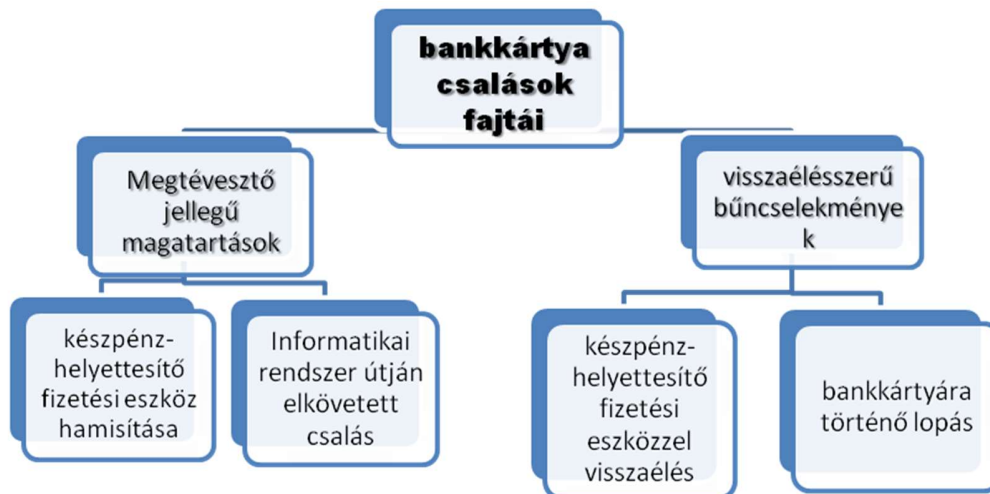 bankkártya
csalások
fajtái
Megtévesztő
jellegű
magatartások
visszaélésszerű
bűncselekménye
k
készpénz-
helyettesítő
fizetési eszköz
hamisítása
Informatikai
rendszer útján
elkövetett
csalás
készpénz-
helyettesítő
fizetési
eszközzel
visszaélés
bankkártyára
történő lopás